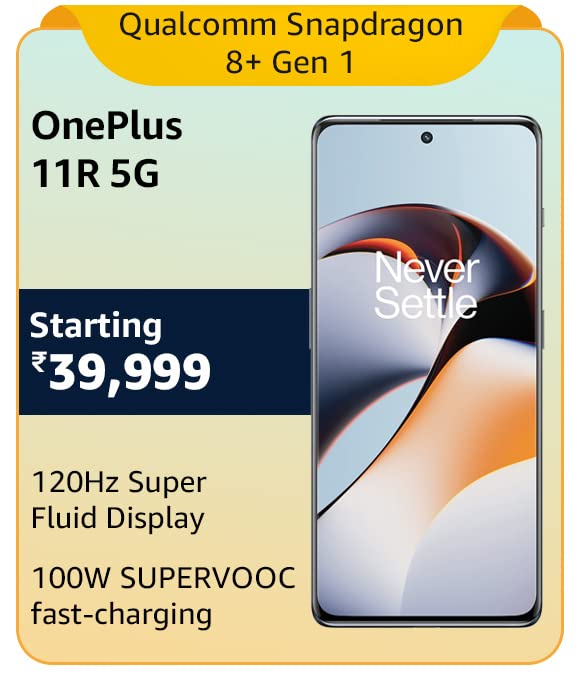 Qualcomm Snapdragon
8+ Gen 1
OnePlus
11R 5G
Never
Settle
Starting
₹39,999
120Hz Super
Fluid Display
100W SUPERVOOC
fast-charging